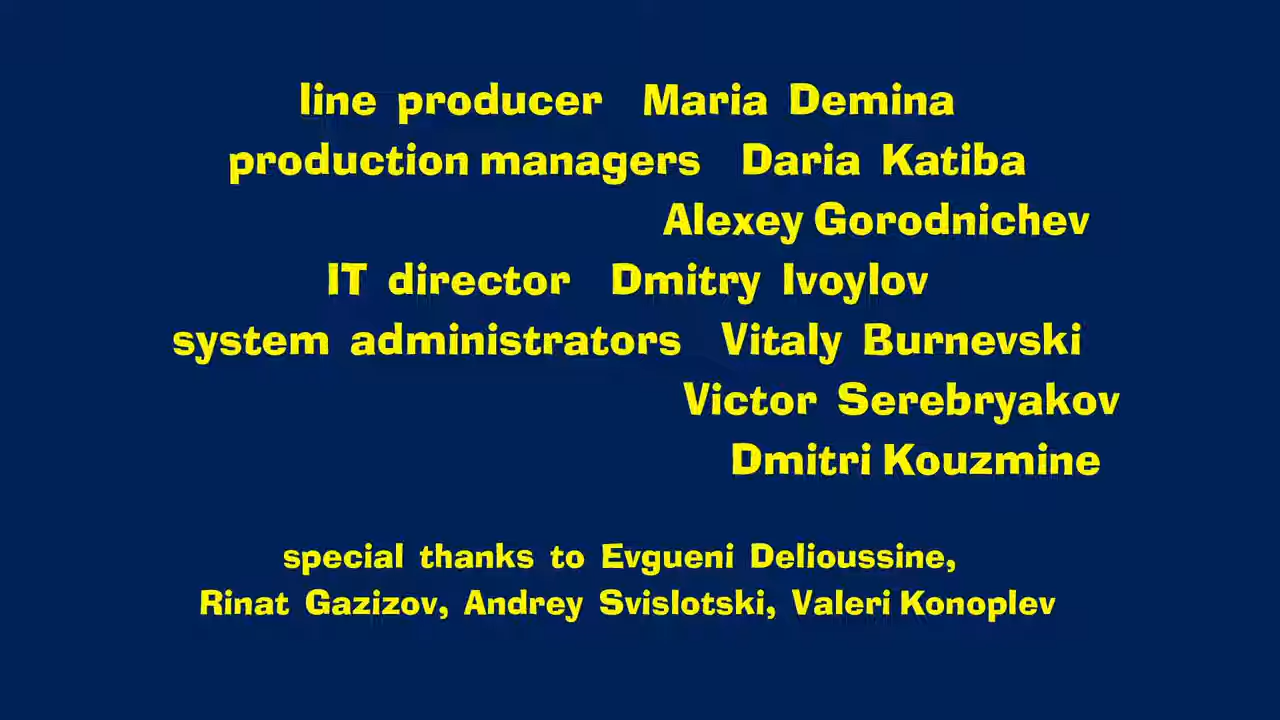 line producer Maria Demina
production managers Daria Katiba
Alexey Gorodnichev
IT director Dmitry Ivoylov
system administrators Vitaly Burnevski
Victor Serebryakov
Dmitri Kouzmine
special thanks to Evgueni Delioussine,
Rinat Gazizov, Andrey Svislotski, Valeri Konoplev